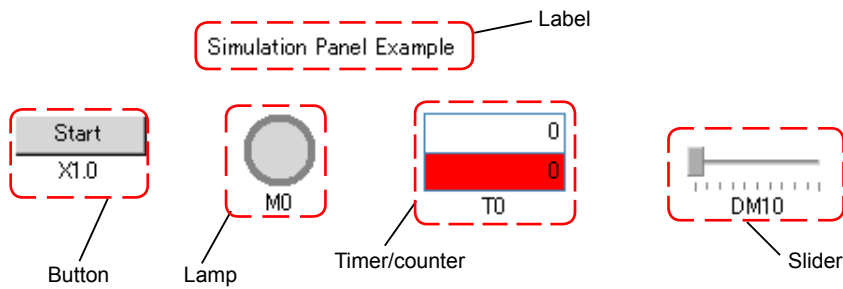 Label
Simulation Panel Example
Start
X1.0
M0
0
0
T0
DM10
Button
Lamp
Timer/counter
Slider